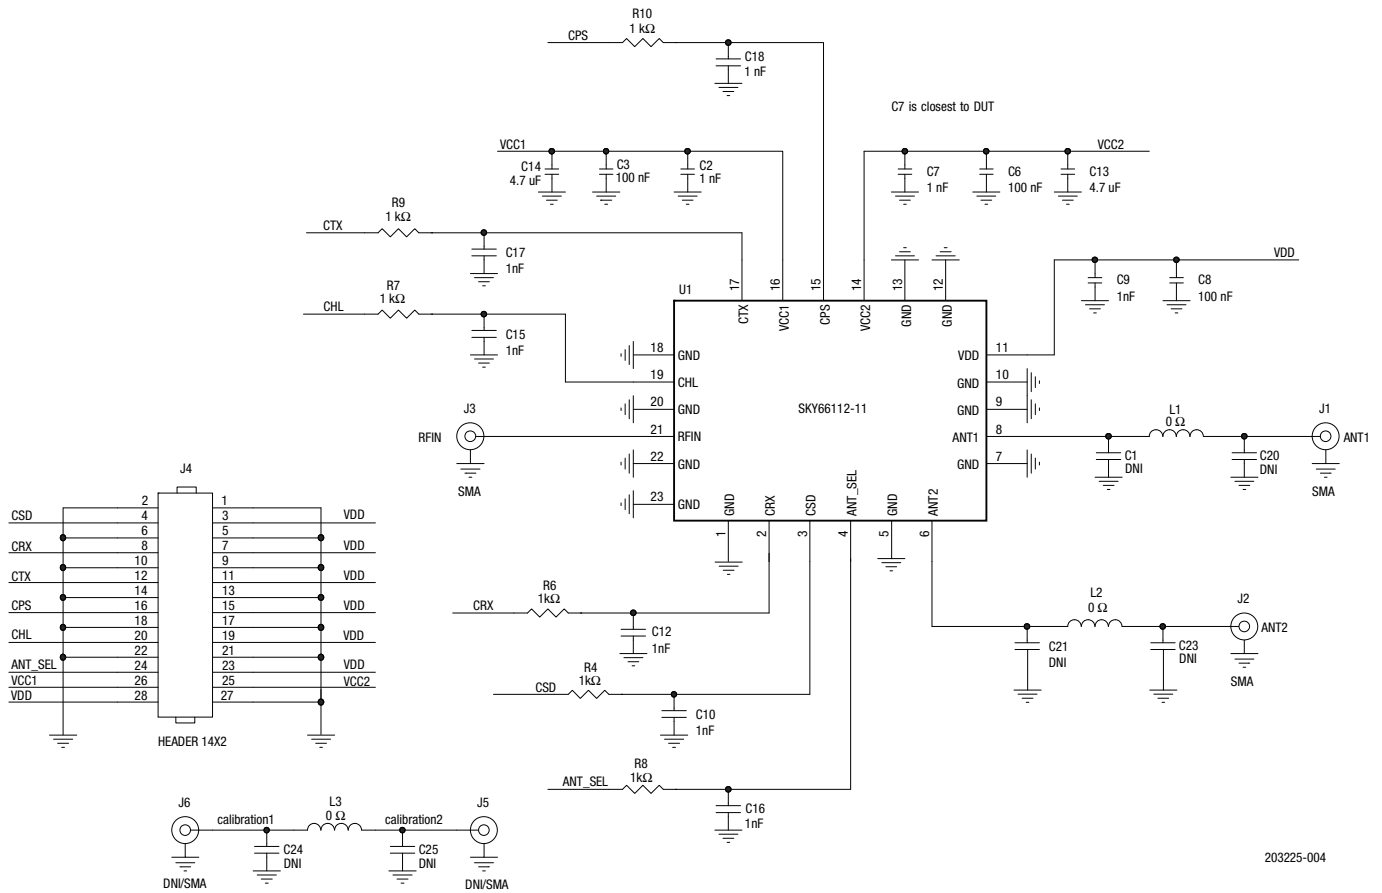 R10
1 kΩ
CPS
C18
1 nF
C7 is closest to DUT
VCC1
C14
4.7 uF
C3
100 nF
C2
1 nF
VCC2
C7
1 nF
C6
100 nF
C13
4.7 uF
R9
1 kΩ
CTX
C17
1nF
R7
1 kΩ
CHL
C15
1nF
VDD
C9
1nF
C8
100 nF
U1
17
16
15
14
13
12
CTX
VCC1
CPS
VCC2
GND
GND
18 GND
19 CHL
20 GND
21 RFIN
22 GND
23 GND
SKY66112-11
VDD 11
GND 10
GND 9
ANT1 8
GND 7
GND
CRX
CSD
ANT_SEL
GND
ANT2
1
2
3
4
5
6
J3
RFIN
SMA
L1
0 Ω
C1
DNI
C20
DNI
J1
ANT1
SMA
J4
2 1
CSD 4 3 VDD
6 5
CRX 8 7 VDD
10 9
CTX 12 11 VDD
14 13
CPS 16 15 VDD
18 17
CHL 20 19 VDD
22 21
ANT_SEL 24 23 VDD
VCC1 26 25 VCC2
VDD 28 27
HEADER 14X2
R6
1kΩ
CRX
C12
1nF
R4
1kΩ
CSD
C10
1nF
R8
1kΩ
ANT_SEL
C16
1nF
L2
0 Ω
C21
DNI
C23
DNI
J2
ANT2
SMA
J6
calibration1
L3
0 Ω
calibration2
J5
C24
DNI
C25
DNI
DNI/SMA
DNI/SMA
203225-004